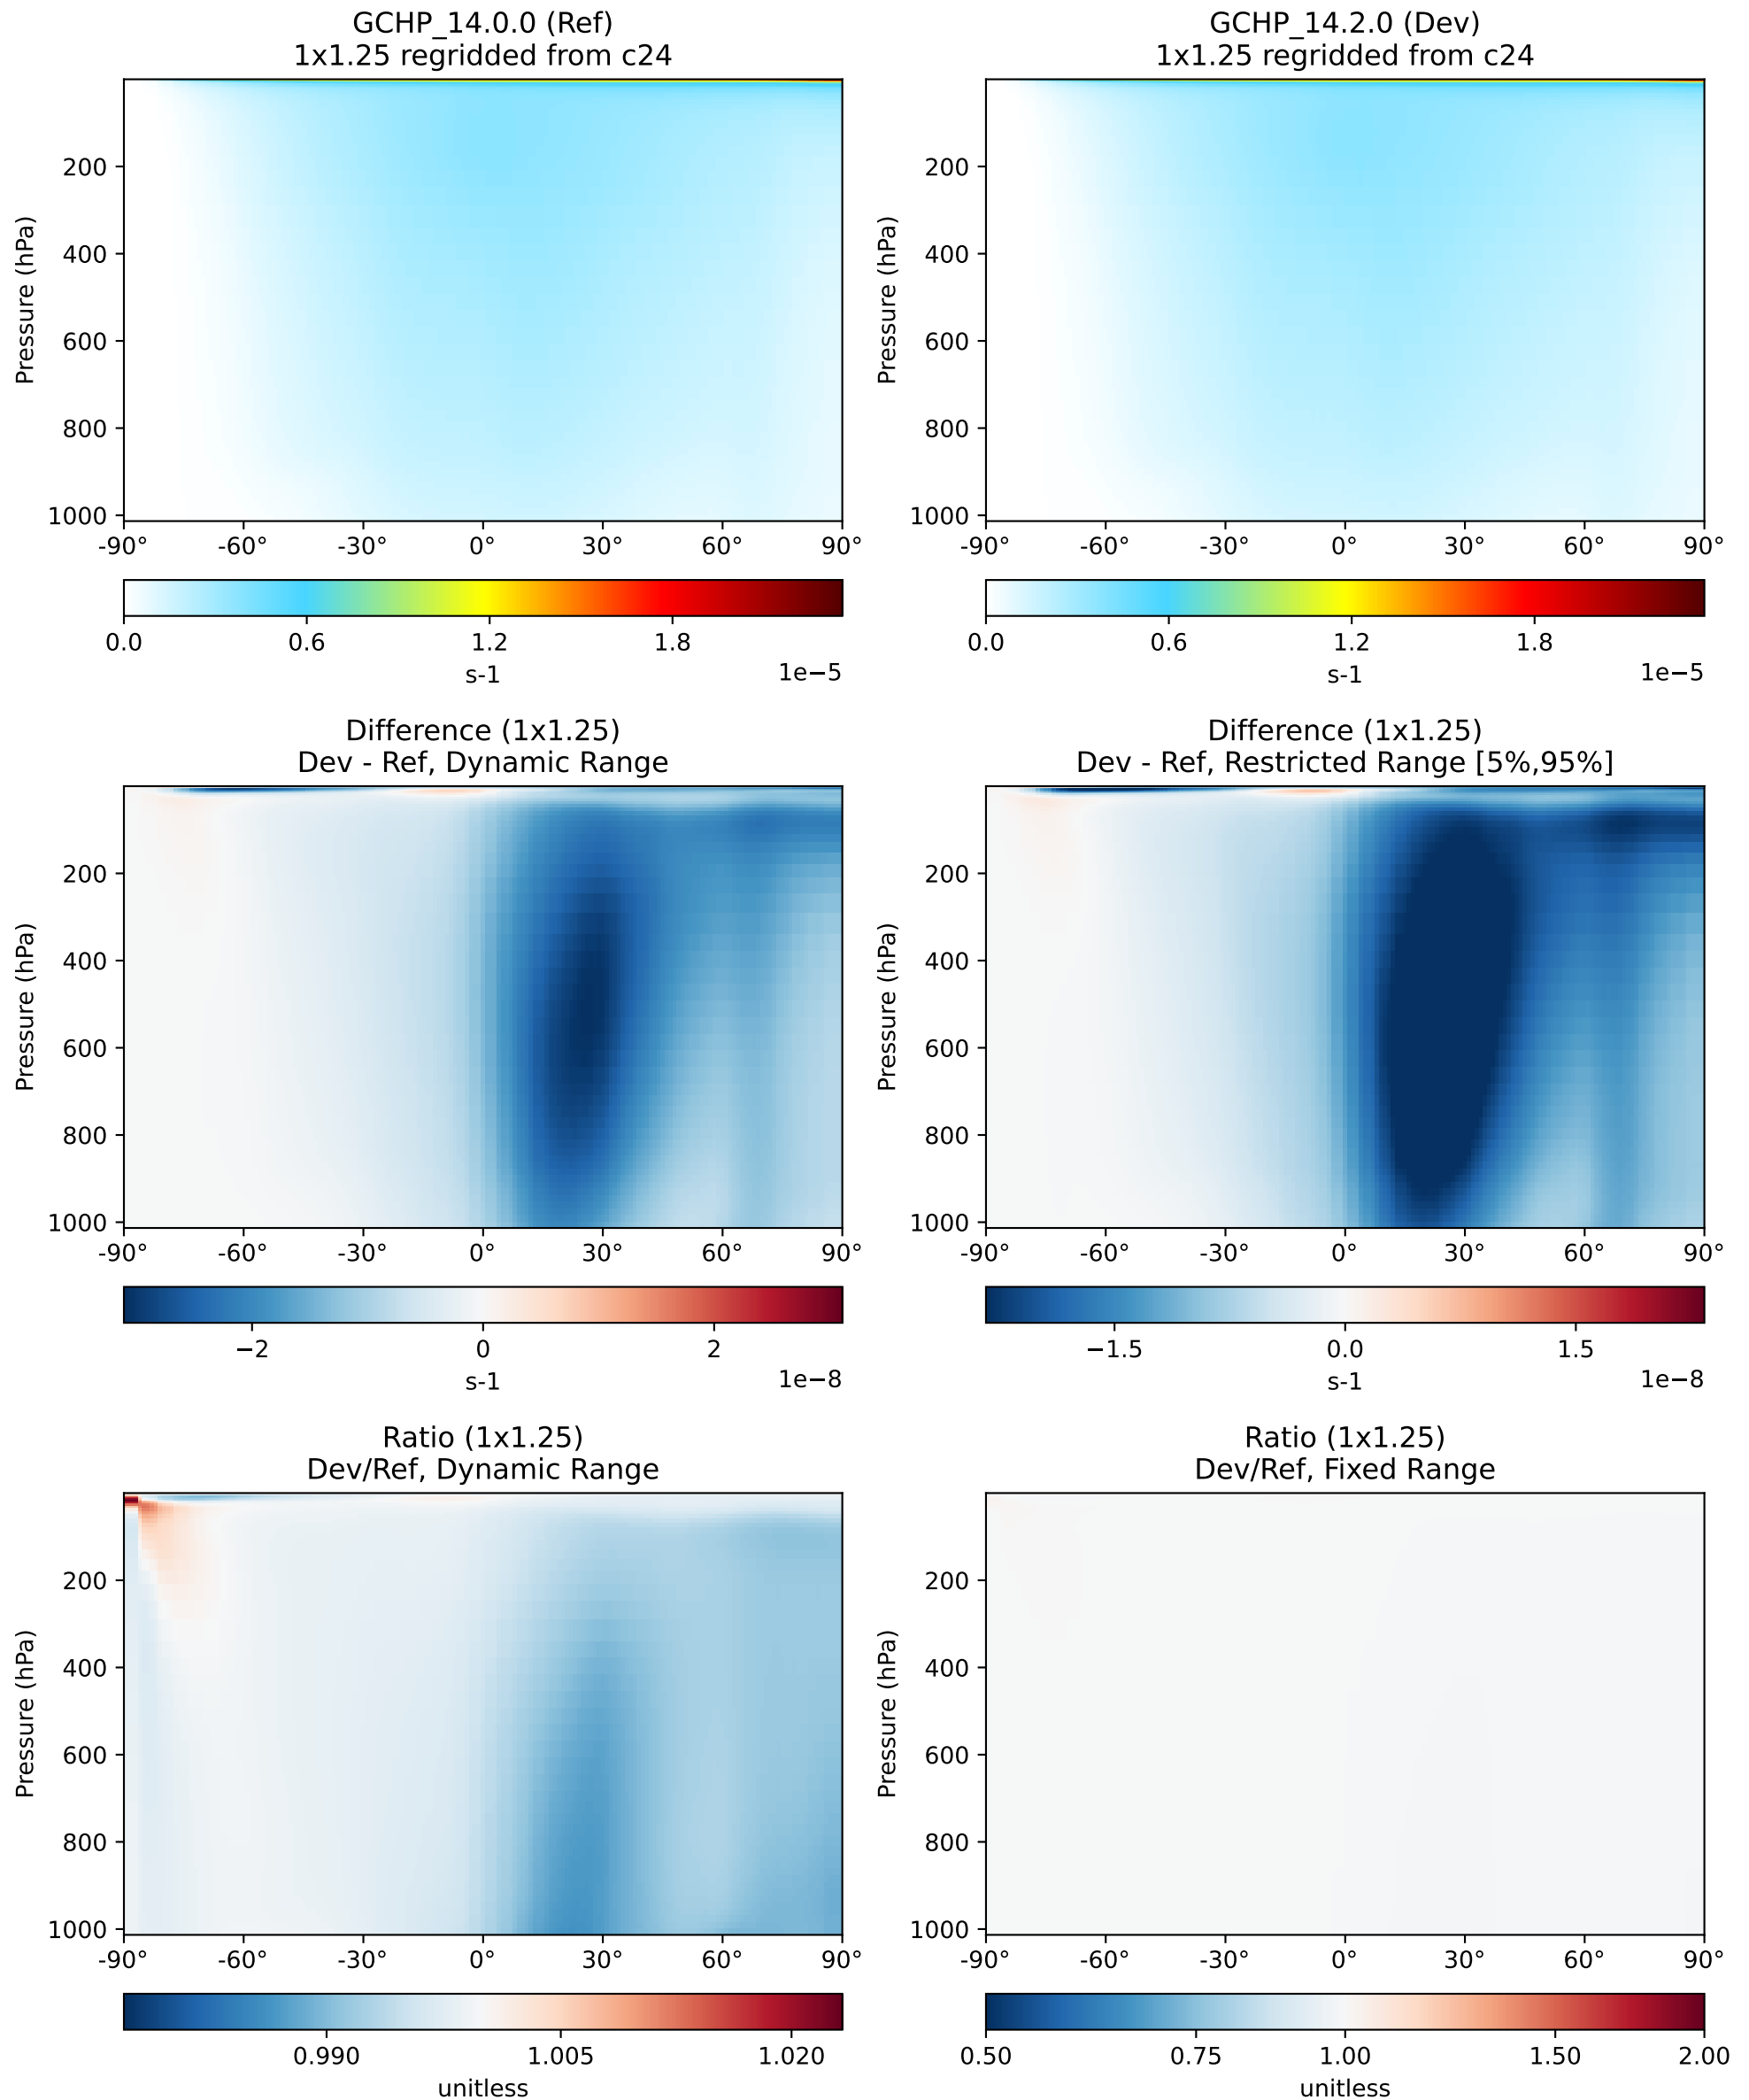 GCHP_14.0.0 (Ref)
1x1.25 regridded from c24
Pressure (hPa)
200
400
600
800
1000
-90° -60° -30° 0° 30° 60° 90°
0.0 0.6 1.2 1.8
s-1 1e−5
GCHP_14.2.0 (Dev)
1x1.25 regridded from c24
Pressure (hPa)
200
400
600
800
1000
-90° -60° -30° 0° 30° 60° 90°
0.0 0.6 1.2 1.8
s-1 1e−5
Difference (1x1.25)
Dev - Ref, Dynamic Range
Pressure (hPa)
200
400
600
800
1000
-90° -60° -30° 0° 30° 60° 90°
−2 0 2
s-1 1e−8
Difference (1x1.25)
Dev - Ref, Restricted Range [5%,95%]
Pressure (hPa)
200
400
600
800
1000
-90° -60° -30° 0° 30° 60° 90°
−1.5 0.0 1.5
s-1 1e−8
Ratio (1x1.25)
Dev/Ref, Dynamic Range
Pressure (hPa)
200
400
600
800
1000
-90° -60° -30° 0° 30° 60° 90°
0.990 1.005 1.020
unitless
Ratio (1x1.25)
Dev/Ref, Fixed Range
Pressure (hPa)
200
400
600
800
1000
-90° -60° -30° 0° 30° 60° 90°
0.50 0.75 1.00 1.50 2.00
unitless